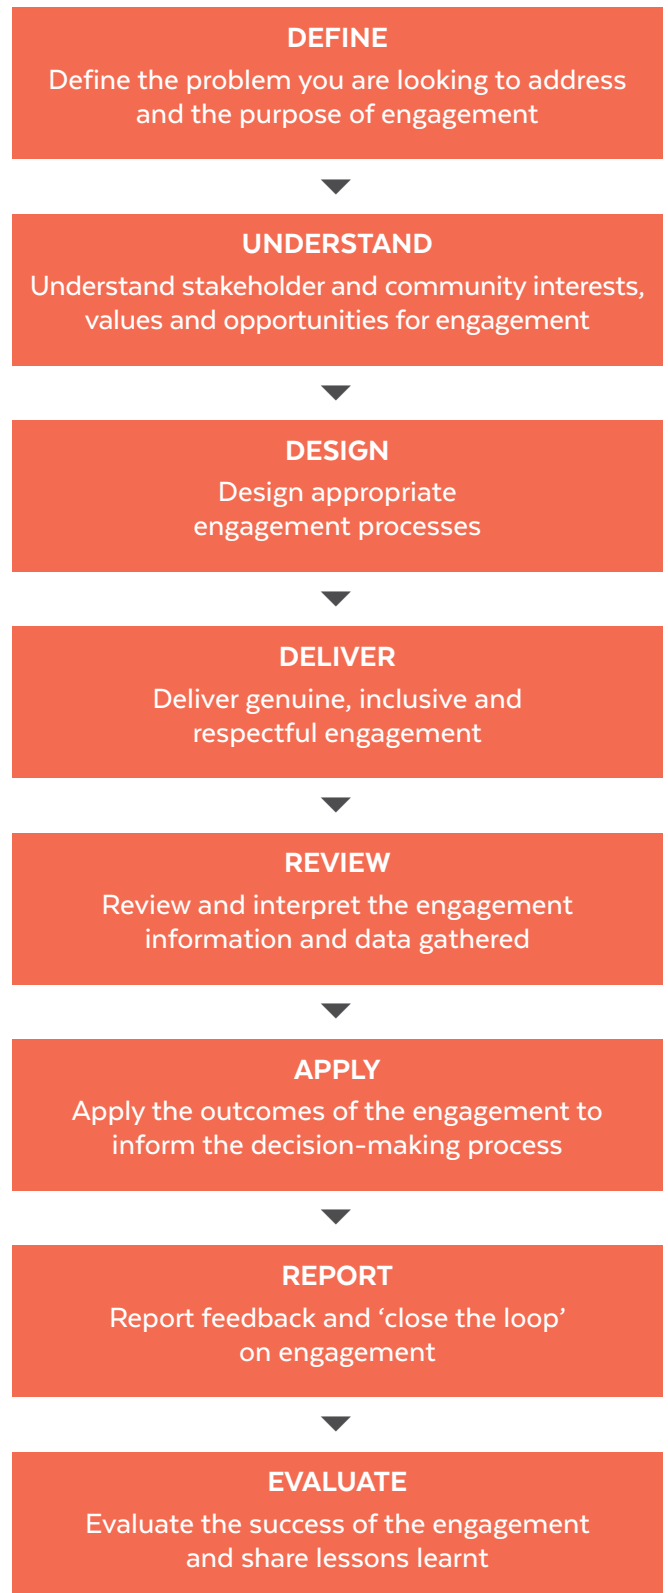 DEFINE
Define the problem you are looking to address
and the purpose of engagement
UNDERSTAND
Understand stakeholder and community interests,
values and opportunities for engagement
DESIGN
Design appropriate
engagement processes
DELIVER
Deliver genuine, inclusive and
respectful engagement
REVIEW
Review and interpret the engagement
information and data gathered
APPLY
Apply the outcomes of the engagement to
inform the decision-making process
REPORT
Report feedback and ‘close the loop’
on engagement
EVALUATE
Evaluate the success of the engagement
and share lessons learnt